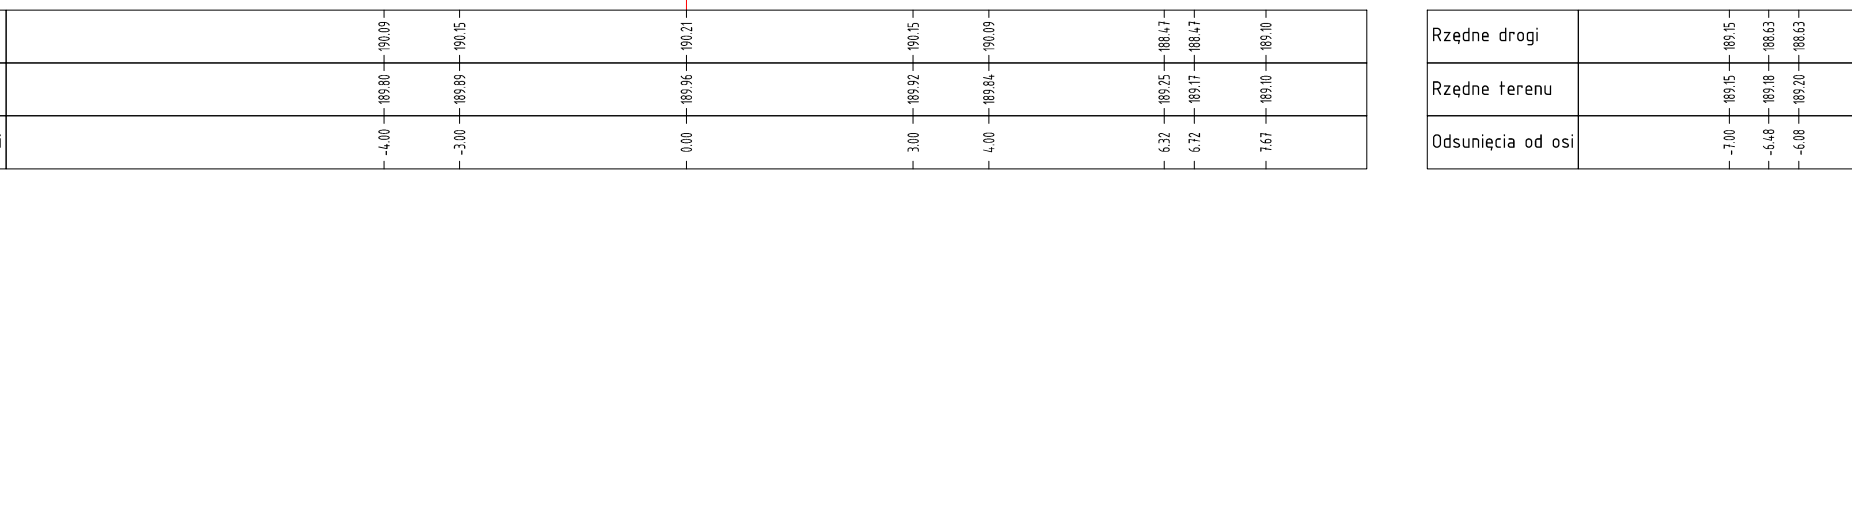 190.09 190.15 190.21 190.15 190.09 188.47 188.47 189.10
189.80 189.89 189.96 189.92 189.84 189.25 189.17 189.10
-4.00 -3.00 0.00 3.00 4.00 6.32 6.72 7.67
Rzędne drogi 189.15 188.63 188.63
Rzędne terenu 189.15 189.18 189.20
Odsunięcia od osi -7.00 -6.48 -6.08